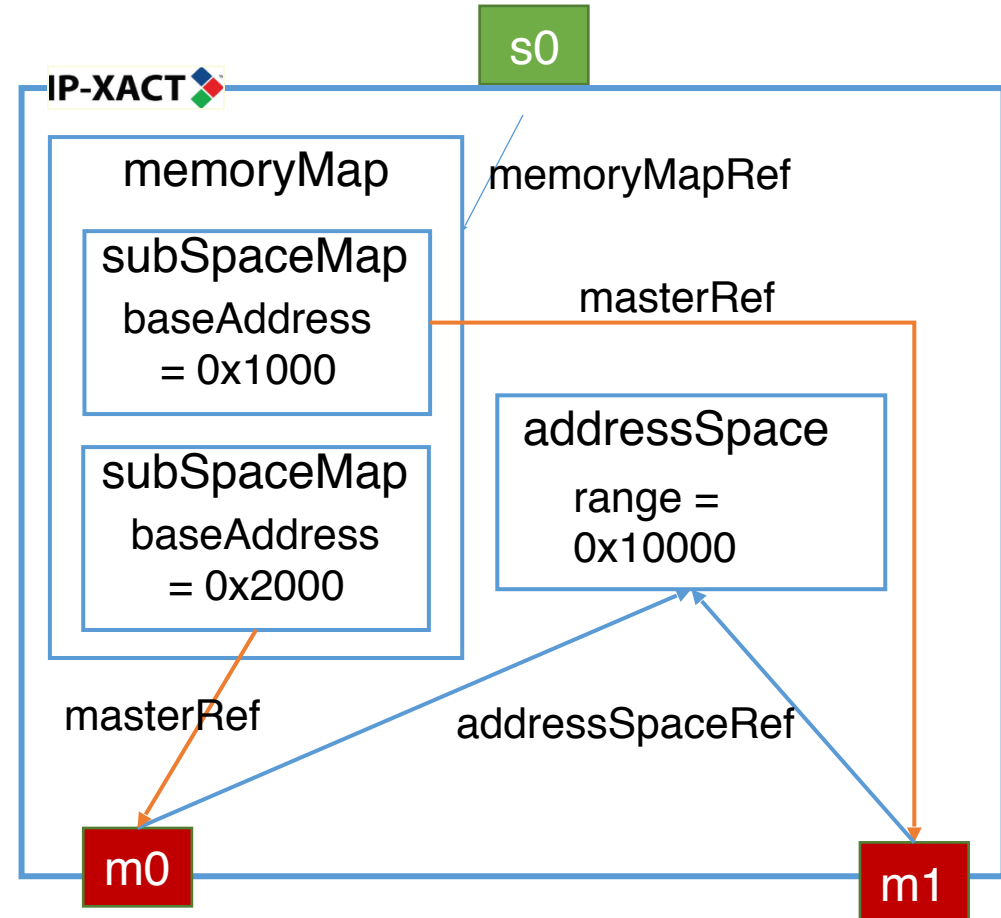 s0
IP-XACT
memoryMap
memoryMapRef
subSpaceMap
baseAddress
= 0x1000
masterRef
addressSpace
range =
0x10000
subSpaceMap
baseAddress
= 0x2000
masterRef
addressSpaceRef
m0
m1